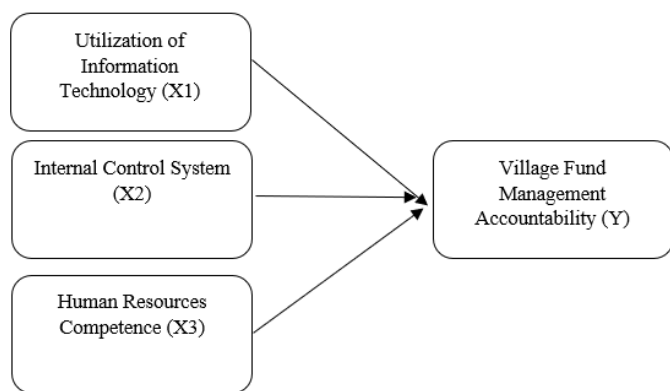 Utilization of
Information
Technology (X1)
Internal Control System
(X2)
Human Resources
Competence (X3)
Village Fund
Management
Accountability (Y)